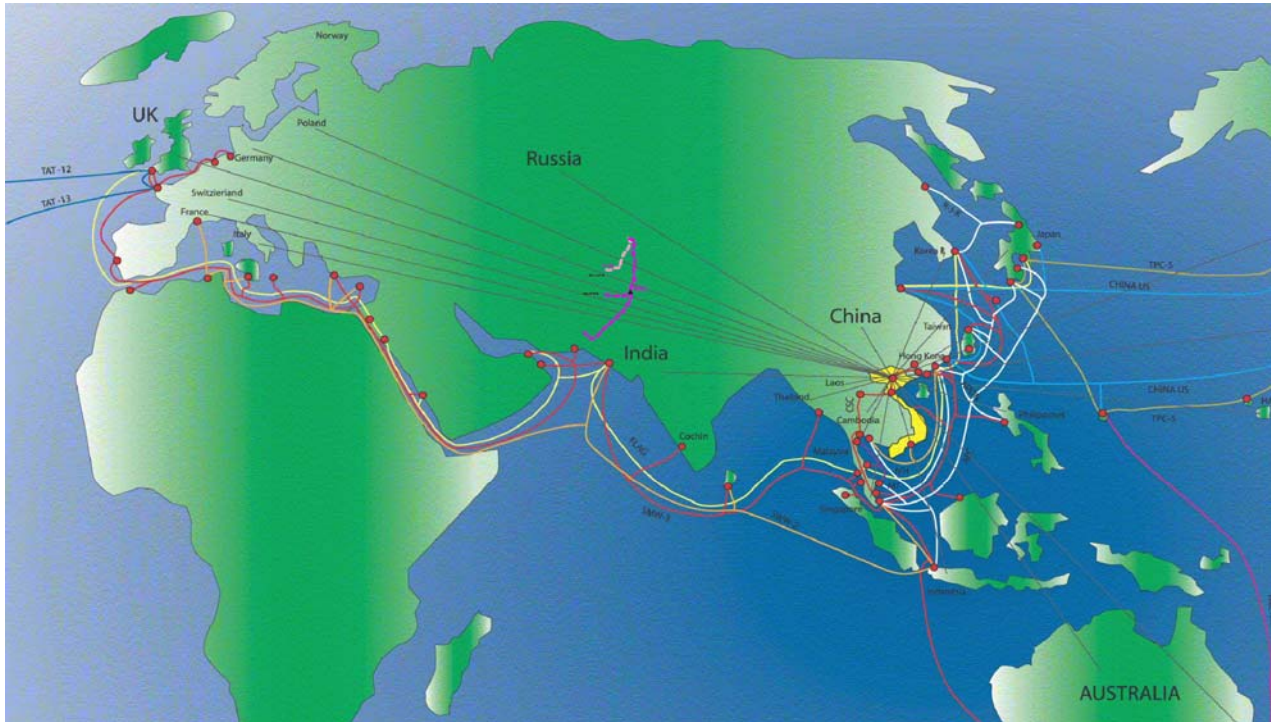 Norway
UK
Poland
Germany
Russia
TAT -12
Switzierland
TAT -13
France
Italy
Japan
Korea R.
TPC-5
CHINA US
China
Taiwan
India
Hong Kong
Laos
CHINA US
Thailand
CSC
Philippines
TPC-5
Cambodia
Cochin
FLAG
Malaysia
Singapore
SMW-3
AUSTRALIA